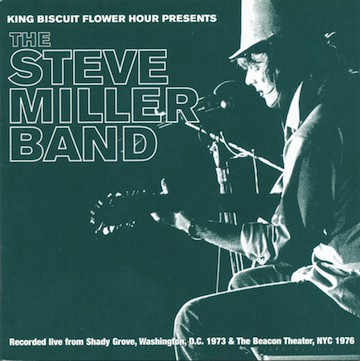 KING BISCUIT FLOWER HOUR PRESENTS
THE
STEVE
MILLER
BAND
Recorded live from Shady Grove, Washington, D.C. 1973 & The Beacon Theater, NYC 1976